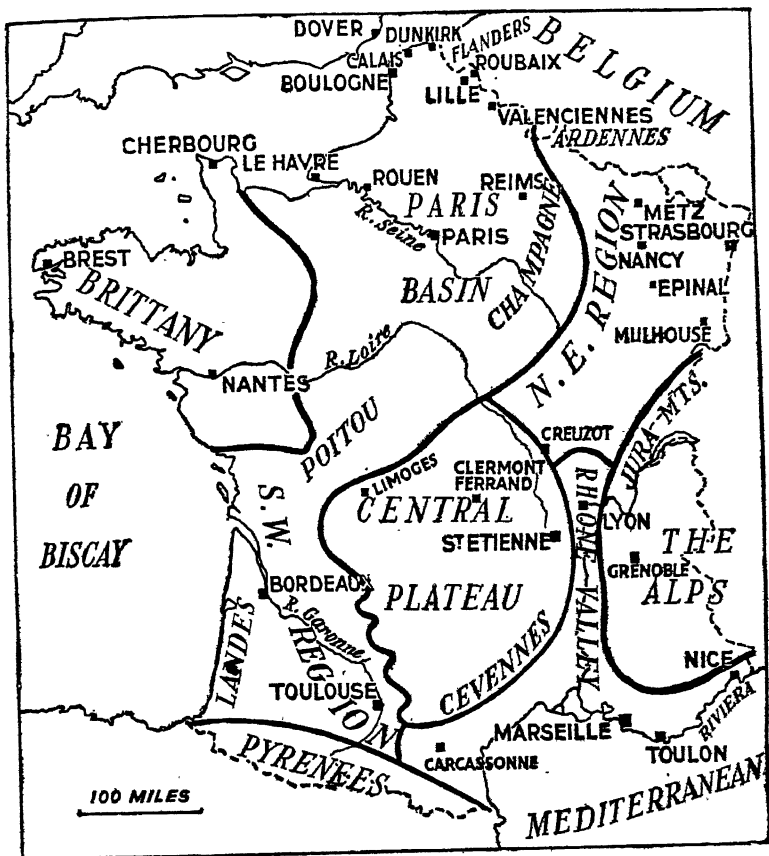 DOVER
DUNKIRK
FLANDERS
BELGIUM
CALAIS
ROUBAIX
BOULOGNE
LILLE
VALENCIENNES
ARDENNES
CHERBOURG
LE HAVRE
ROUEN
REIMS
METZ
PARIS
STRASBOURG
R. Seine
PARIS
NANCY
BREST
CHAMPAGNE
N. E. REGION
BRITTANY
BASIN
EPINAL
MULHOUSE
R. Loire
NANTES
JURA MTS.
POITOU
BAY
OF
BISCAY
CREUZOT
LIMOGES
CLERMONT
FERRAND
S.W.
REGION
CENTRAL
RHONE VALLEY
LYON
ST ETIENNE
THE
GRENOBLE
BORDEAUX
PLATEAU
ALPS
R. Garonne
LANDES
CEVENNES
NICE
TOULOUSE
RIVIERA
MARSEILLE
PYRENEES
CARCASSONNE
TOULON
100 MILES
MEDITERRANEAN